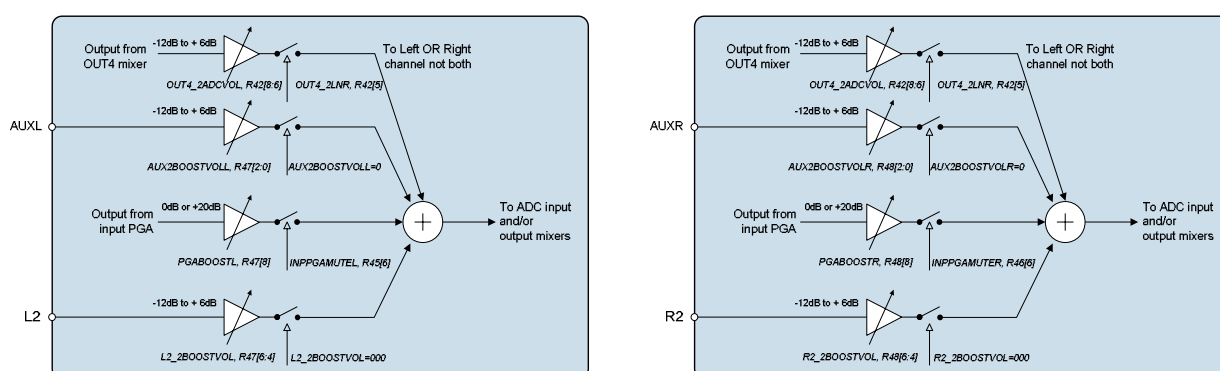 Output from
OUT4 mixer
-12dB to + 6dB
To Left OR Right
channel not both
OUT4_2ADCVOL, R42[8:6]
OUT4_2LNR, R42[5]
AUXL
-12dB to + 6dB
AUX2BOOSTVOLL, R47[2:0]
AUX2BOOSTVOLL=0
Output from
input PGA
0dB or +20dB
To ADC input
and/or
output mixers
PGABOOSTL, R47[8]
INPPGAMUTEL, R45[6]
L2
-12dB to + 6dB
L2_2BOOSTVOL, R47[6:4]
L2_2BOOSTVOL=000
Output from
OUT4 mixer
-12dB to + 6dB
To Left OR Right
channel not both
OUT4_2ADCVOL, R42[8:6]
OUT4_2LNR, R42[5]
AUXR
-12dB to + 6dB
AUX2BOOSTVOLR, R48[2:0]
AUX2BOOSTVOLR=0
Output from
input PGA
0dB or +20dB
To ADC input
and/or
output mixers
PGABOOSTR, R48[8]
INPPGAMUTER, R46[6]
R2
-12dB to + 6dB
R2_2BOOSTVOL, R48[6:4]
R2_2BOOSTVOL=000